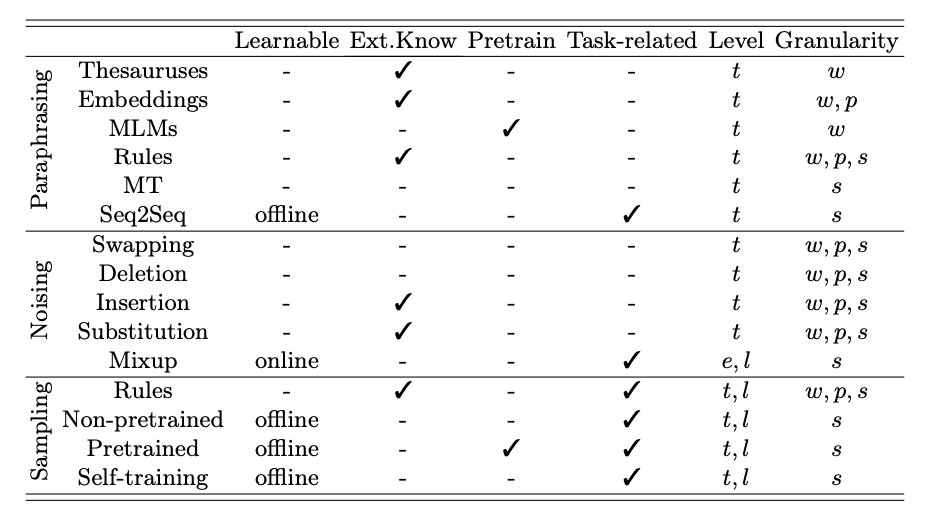 Learnable Ext.Know Pretrain Task-related Level Granularity
Paraphrasing
Thesauruses - ✓ - - t w
Embeddings - ✓ - - t w, p
MLMs - - ✓ - t w
Rules - ✓ - - t w, p, s
MT - - - - t s
Seq2Seq offline - - ✓ t s
Noising
Swapping - - - - t w, p, s
Deletion - - - - t w, p, s
Insertion - ✓ - - t w, p, s
Substitution - ✓ - - t w, p, s
Mixup online - - ✓ e, l s
Sampling
Rules - ✓ - ✓ t, l w, p, s
Non-pretrained offline - - ✓ t, l s
Pretrained offline - ✓ ✓ t, l s
Self-training offline - - ✓ t, l s